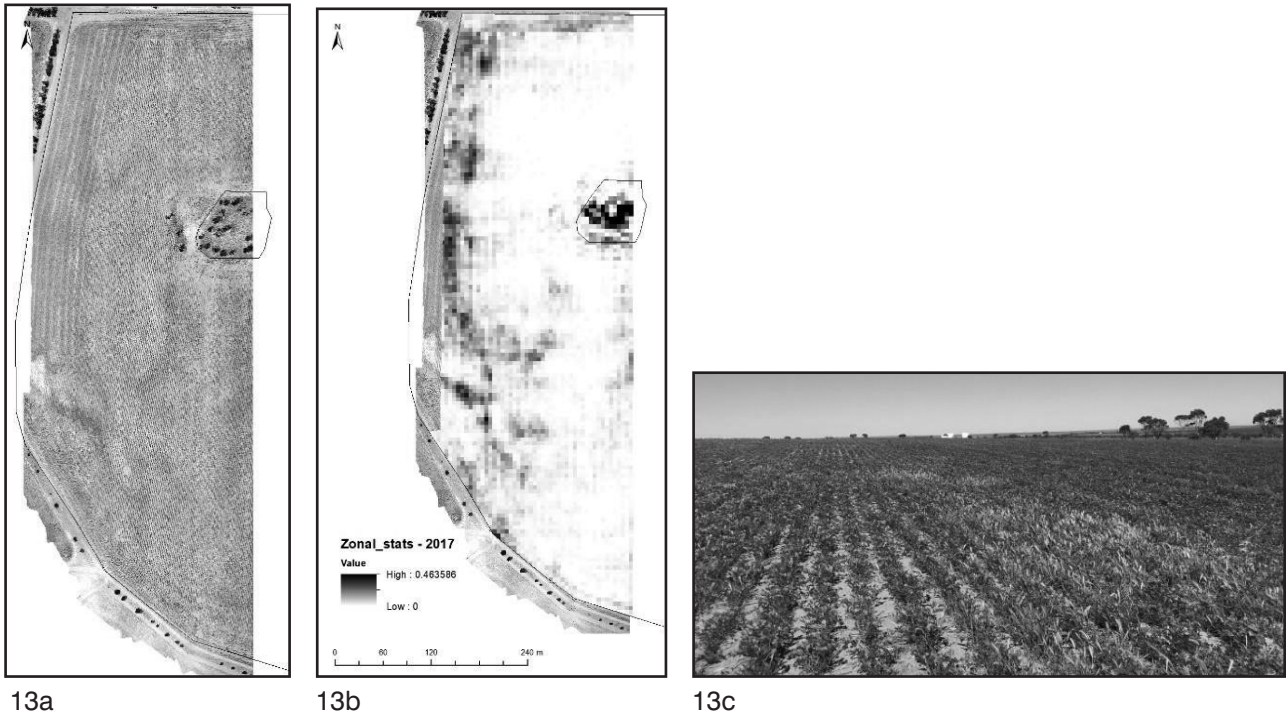 N
N
Zonal_stats - 2017
Value
High : 0.463586
Low : 0
0 60 120 240 m
13a
13b
13c